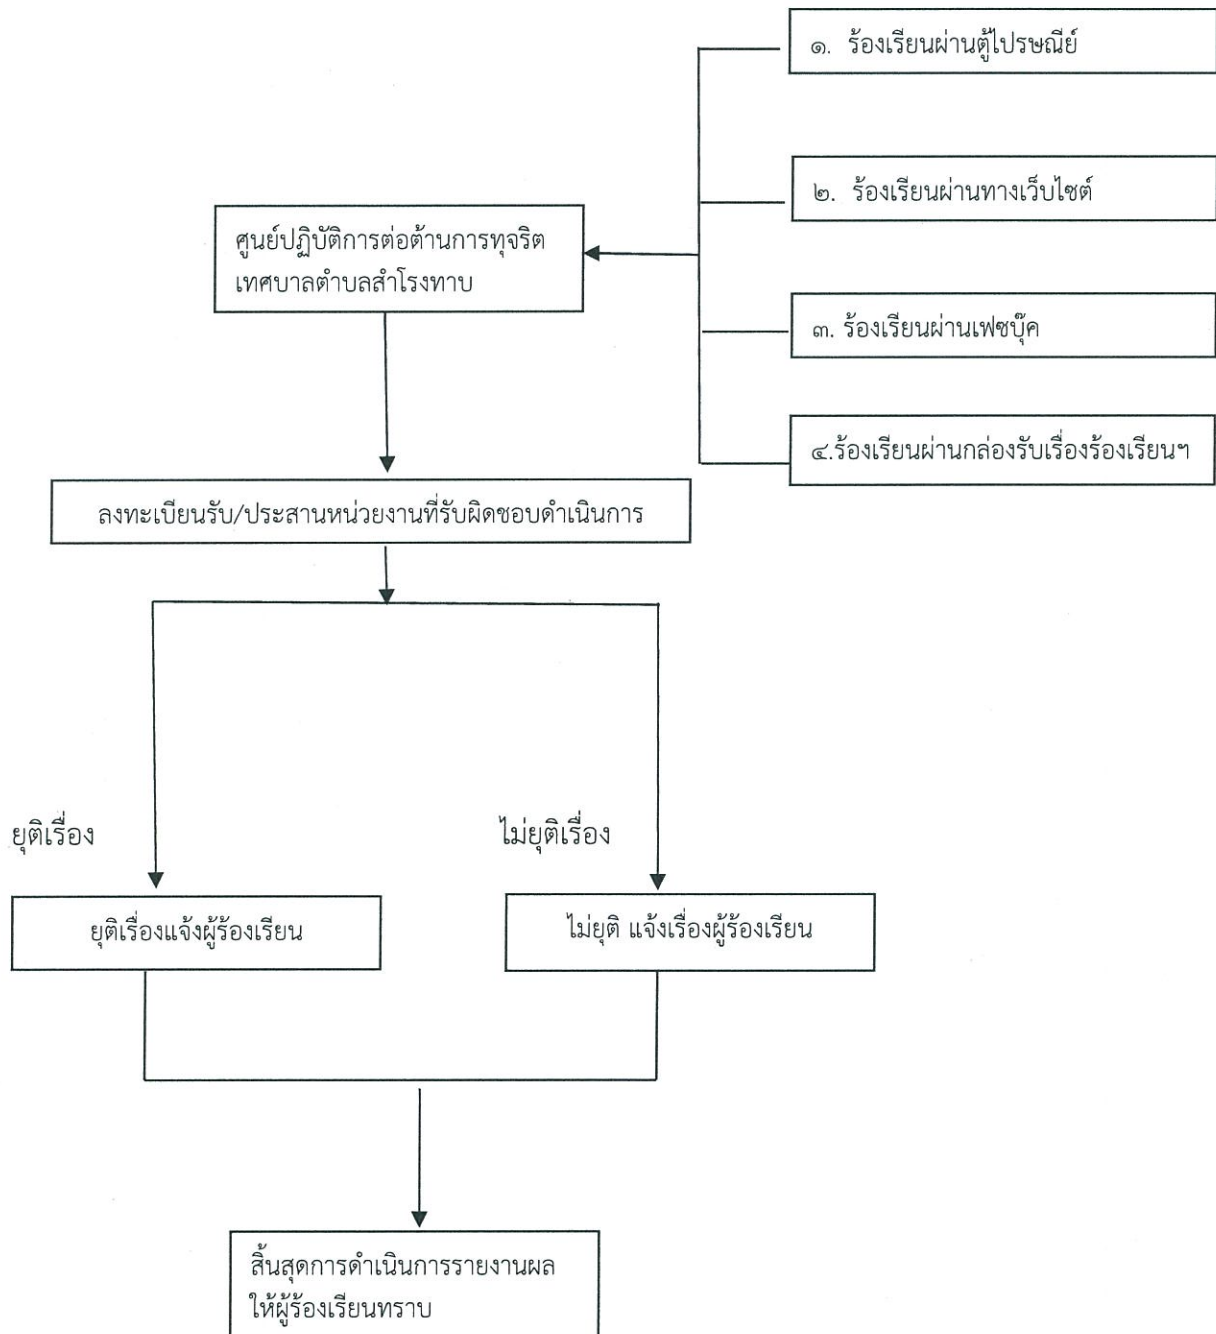 ๑. ร้องเรียนผ่านตู้ไปรษณีย์
๒. ร้องเรียนผ่านทางเว็บไซต์
ศูนย์ปฏิบัติการต่อต้านการทุจริต
เทศบาลตำบลสำโรงทาบ
๓. ร้องเรียนผ่านเฟซบุ๊ค
๔.ร้องเรียนผ่านกล่องรับเรื่องร้องเรียนฯ
ลงทะเบียนรับ/ประสานหน่วยงานที่รับผิดชอบดำเนินการ
ยุติเรื่อง
ไม่ยุติเรื่อง
ยุติเรื่องแจ้งผู้ร้องเรียน
ไม่ยุติ แจ้งเรื่องผู้ร้องเรียน
สิ้นสุดการดำเนินการรายงานผล
ให้ผู้ร้องเรียนทราบ